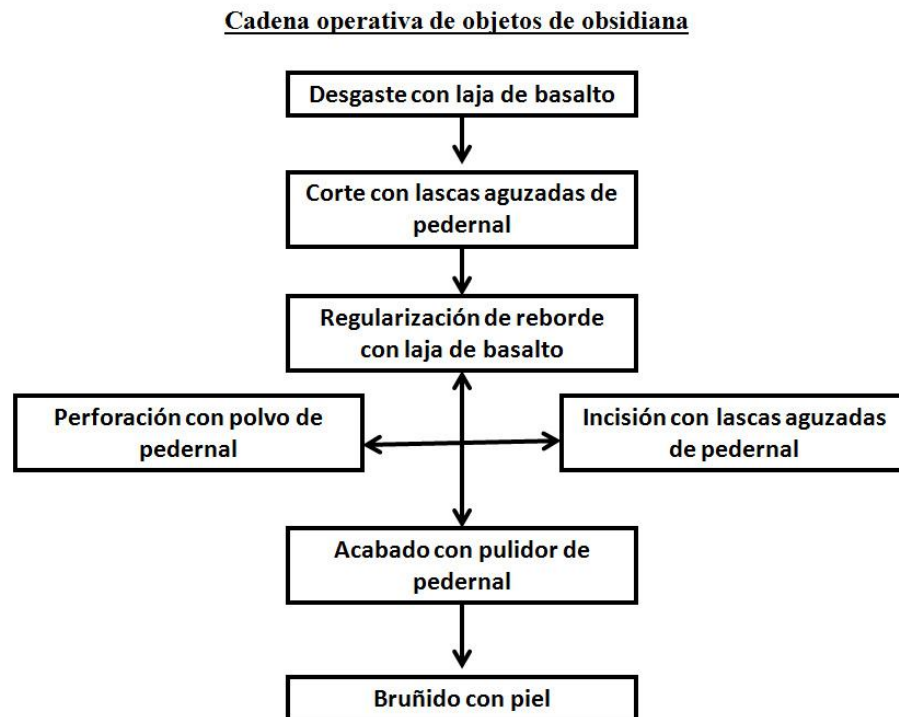 Cadena operativa de objetos de obsidiana
Desgaste con laja de basalto
Corte con lascas aguzadas de
pedernal
Regularización de reborde
con laja de basalto
Perforación con polvo de
pedernal
Incisión con lascas aguzadas
de pedernal
Acabado con pulidor de
pedernal
Bruñido con piel